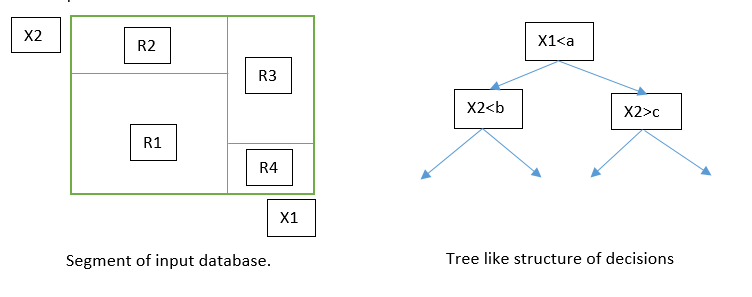 X2
R2
R3
R1
R4
X1
Segment of input database.
X1<a
X2<b
X2>c
Tree like structure of decisions